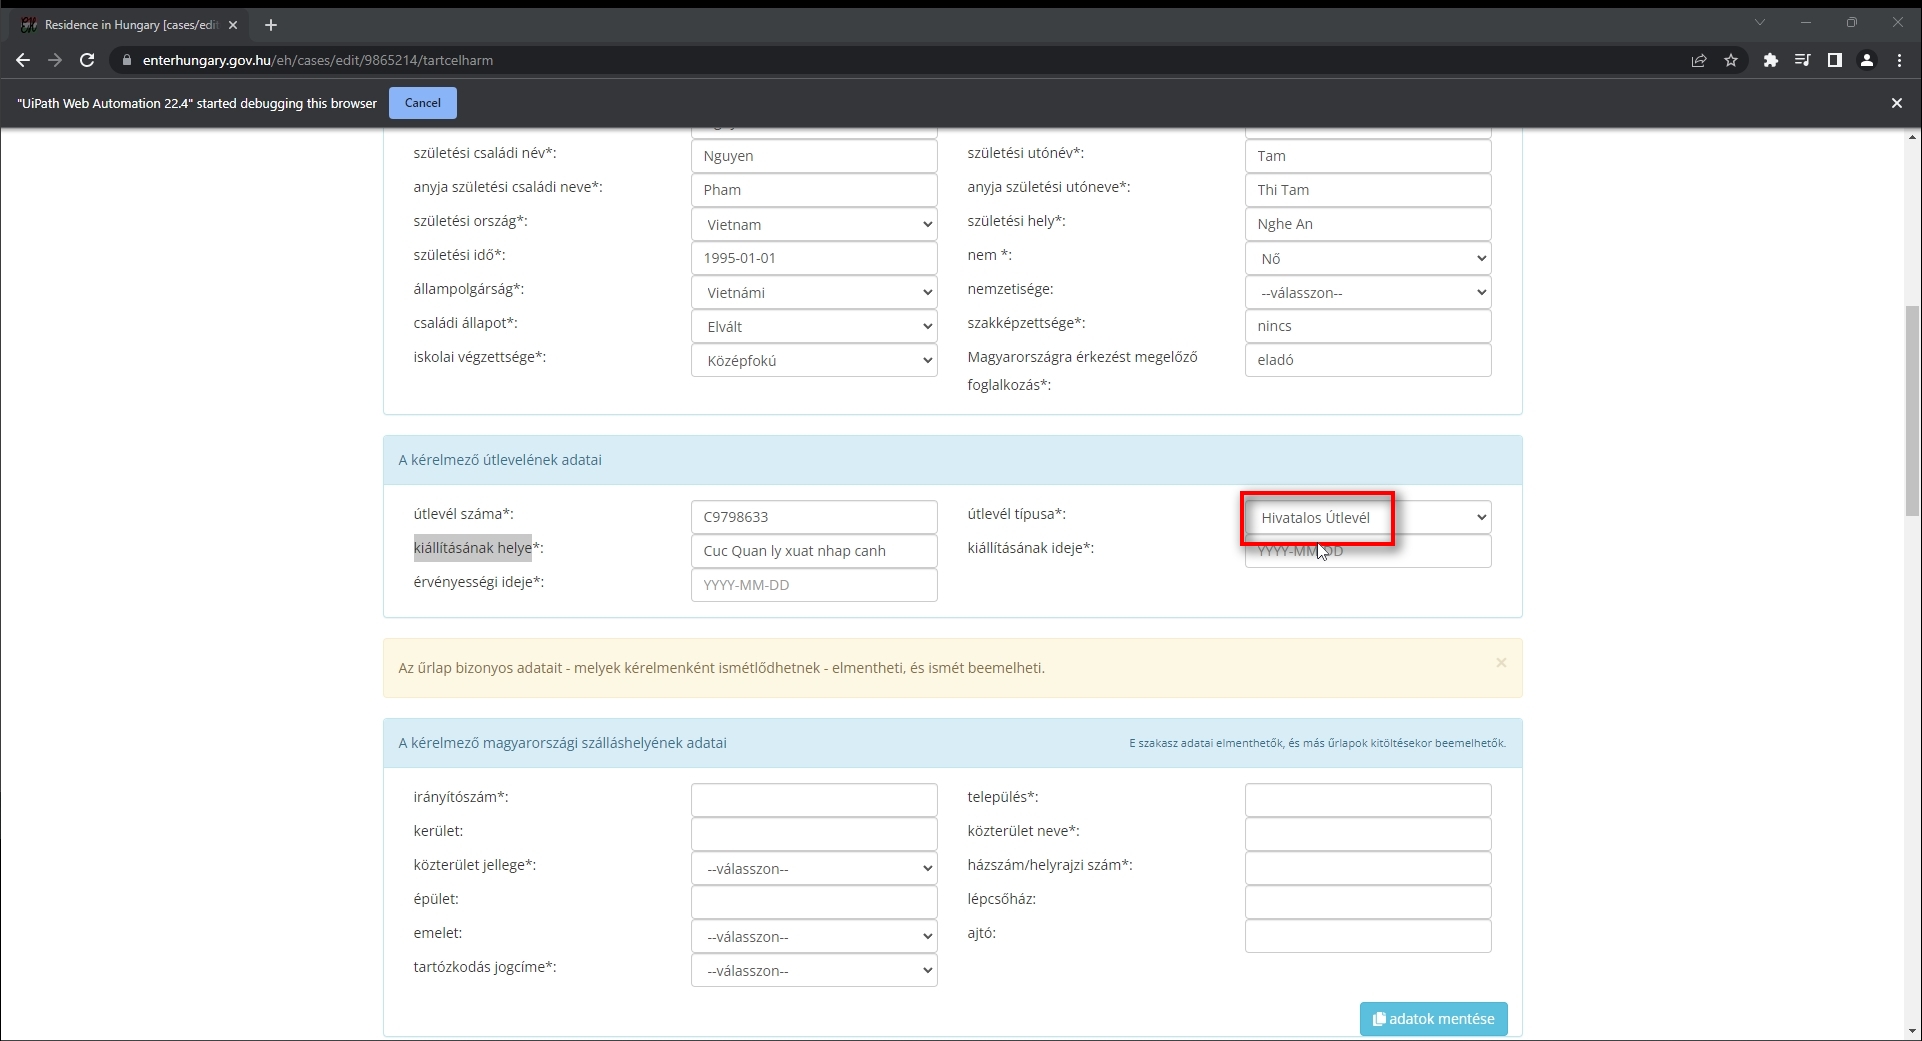 Residence in Hungary [cases/edit
enterhungary.gov.hu/eh/cases/edit/9865214/tartcelharm
"UiPath Web Automation 22.4" started debugging this browser Cancel
születési családi név*: Nguyen születési utónév*: Tam
anyja születési családi neve*: Pham anyja születési utóneve*: Thi Tam
születési ország*: Vietnam születési hely*: Nghe An
születési idő*: 1995-01-01 nem *: Nő
állampolgárság*: Vietnámi nemzetisége: --válasszon--
családi állapot*: Elvált szakképzettsége*: nincs
iskolai végzettsége*: Középfokú Magyarországra érkezést megelőző eladó
foglalkozás*:
A kérelmező útlevelének adatai
útlevél száma*: C9798633 útlevél típusa*: Hivatalos Útlevél
kiállításának helye*: Cuc Quan ly xuat nhap canh kiállításának ideje*: YYYY-MM-DD
érvényességi ideje*: YYYY-MM-DD
Az űrlap bizonyos adatait - melyek kérelmenként ismétlődhetnek - elmentheti, és ismét beemelheti.
A kérelmező magyarországi szálláshelyének adatai E szakasz adatai elmenthetők, és más űrlapok kitöltésekor beemelhetők.
irányítószám*: település*:
kerület: közterület neve*:
közterület jellege*: --válasszon-- házszám/helyrajzi szám*:
épület: lépcsőház:
emelet: --válasszon-- ajtó:
tartózkodás jogcíme*: --válasszon--
adatok mentése